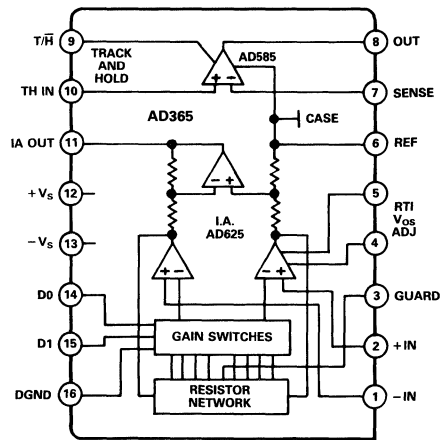 T/H̅ 9 TRACK AND HOLD AD585 8 OUT
TH IN 10 - + + - 7 SENSE
AD365 CASE
IA OUT 11 6 REF
- +
+VS 12 5 RTI VOS ADJ
I.A. AD625
-VS 13 4
+ - - +
D0 14 3 GUARD
GAIN SWITCHES
D1 15 2 +IN
RESISTOR NETWORK
DGND 16 1 -IN